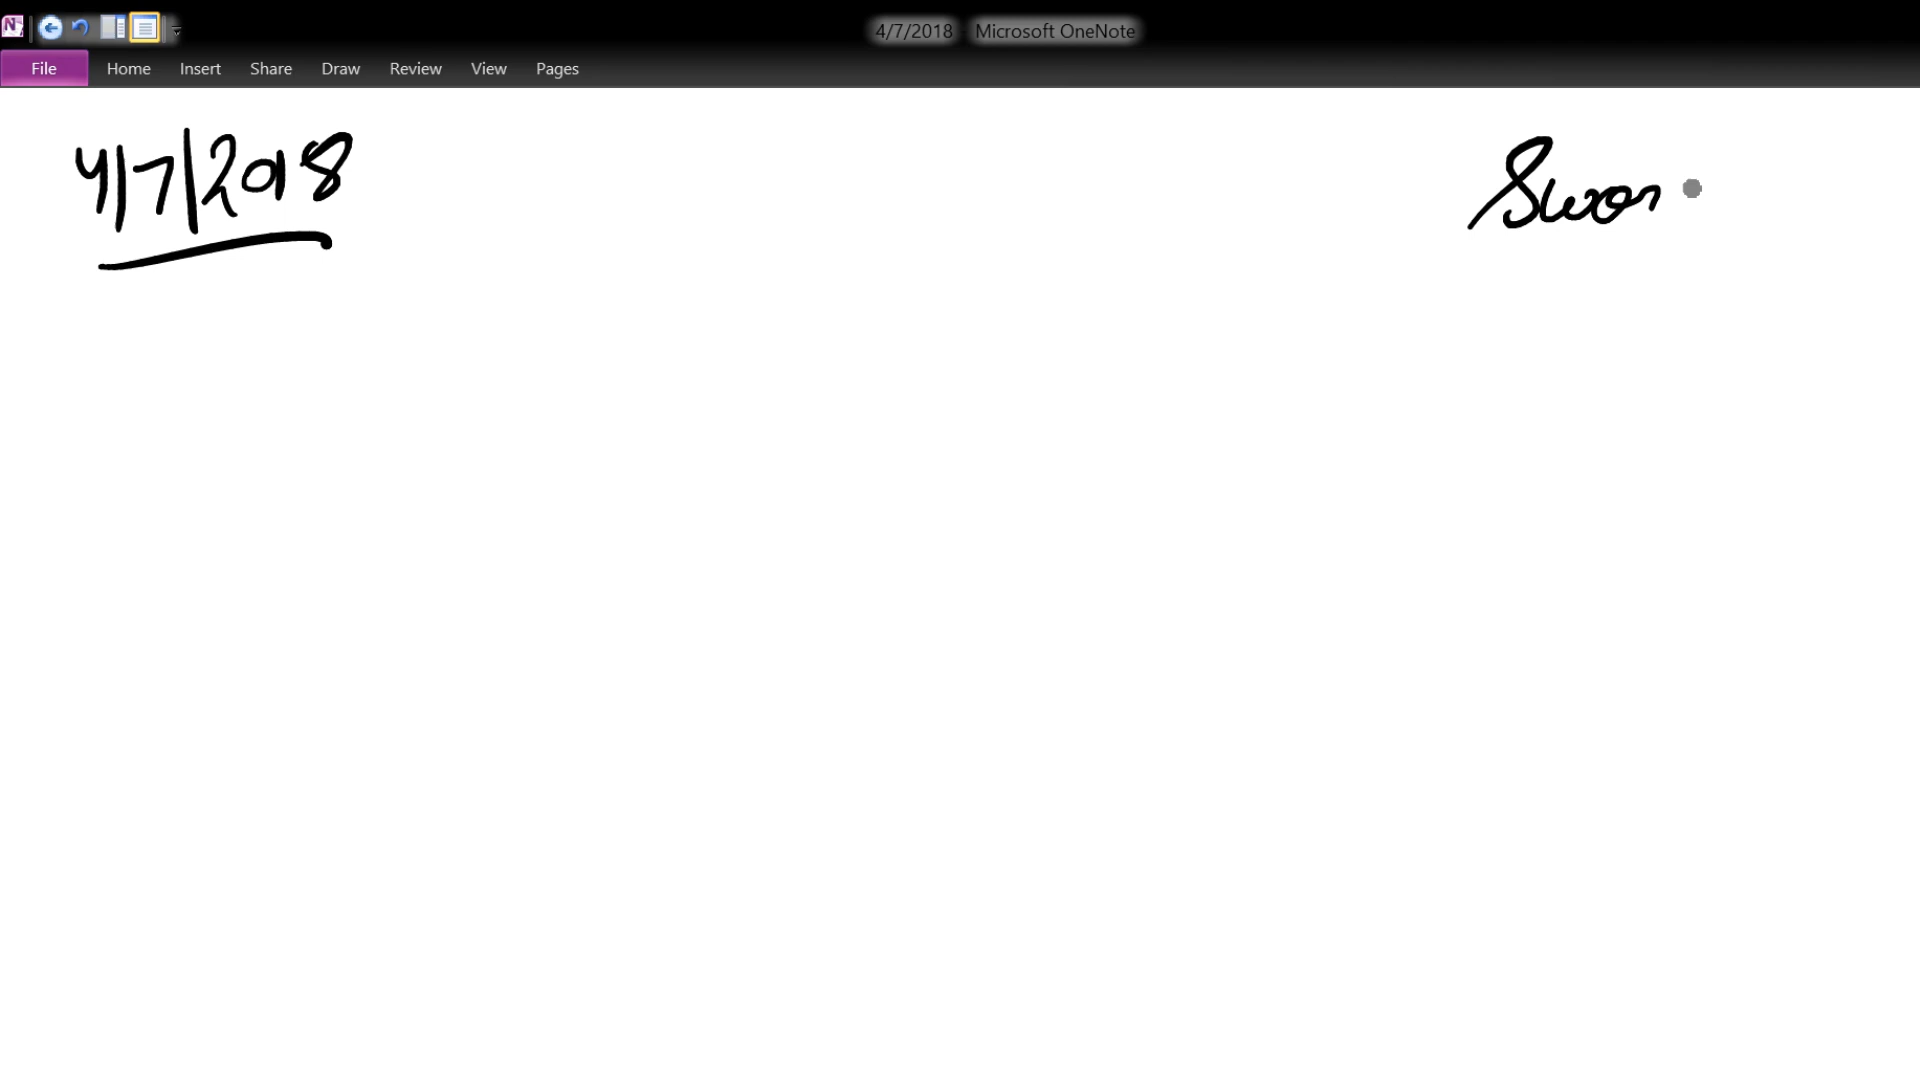 4/7/2018 - Microsoft OneNote
File Home Insert Share Draw Review View Pages
4/7/2018